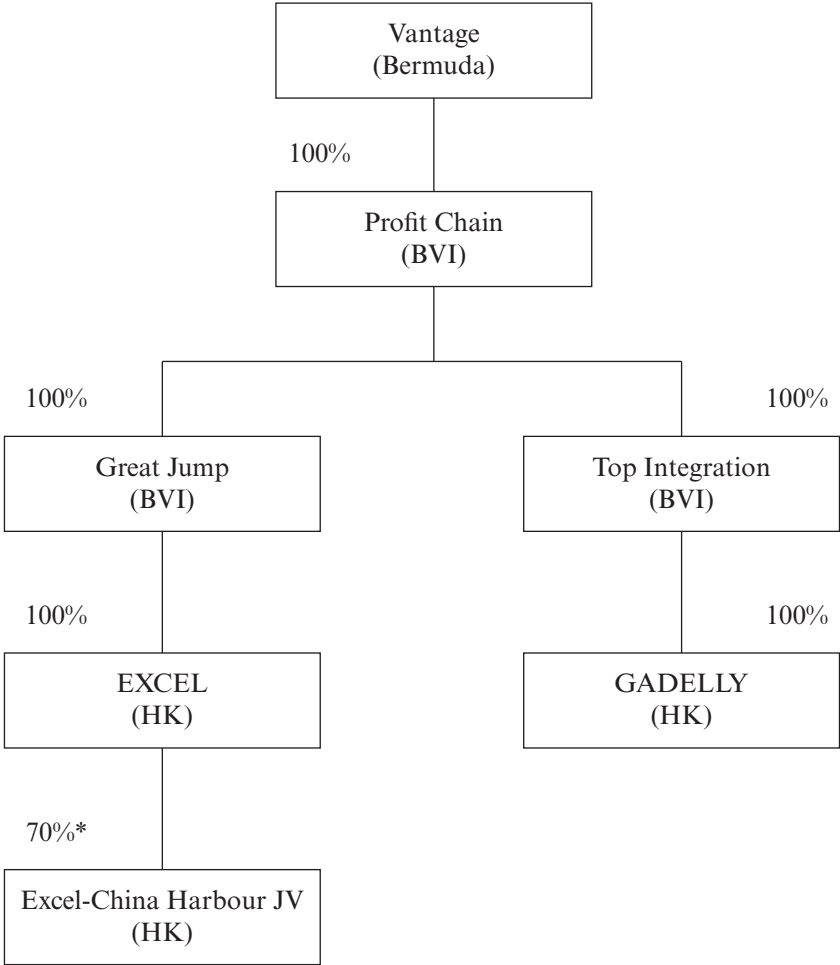 Vantage
(Bermuda)
100%
Profit Chain
(BVI)
100%
100%
Great Jump
(BVI)
Top Integration
(BVI)
100%
100%
EXCEL
(HK)
GADELLY
(HK)
70%*
Excel-China Harbour JV
(HK)